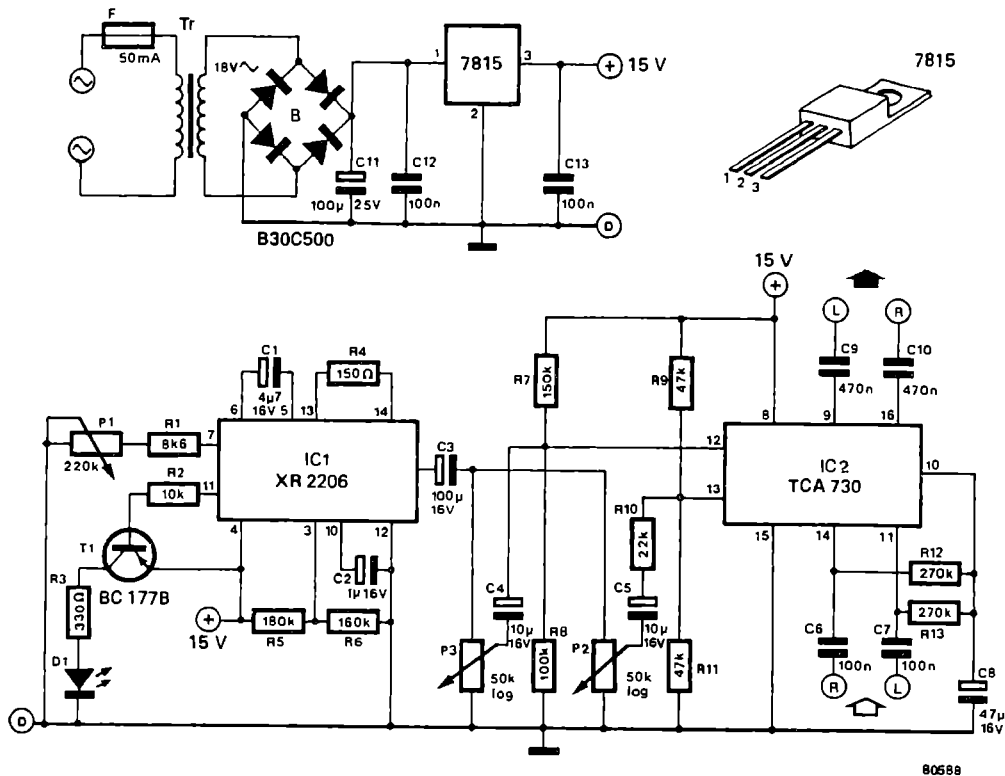 F
50mA
Tr
18V
B
B30C500
C11
100µ
25V
C12
100n
1
7815
3
2
C13
100n
15 V
D
7815
1 2 3
15 V
L
R
C9
470n
C10
470n
C1
4µ7
16V
R4
150Ω
6
5
13
14
P1
220k
R1
8k6
7
IC1
XR 2206
R2
10k
11
4
3
10
12
C3
100µ
16V
T1
BC 177B
R3
330Ω
D1
C2
1µ 16V
15 V
180k
R5
160k
R6
D
R7
150k
R9
47k
8
9
16
12
13
IC2
TCA 730
10
15
14
11
R10
22k
C4
10µ
16V
C5
10µ
16V
P3
50k
log
R8
100k
P2
50k
log
47k
R11
R12
270k
270k
R13
C6
100n
C7
100n
R
L
C8
47µ
16V
80588